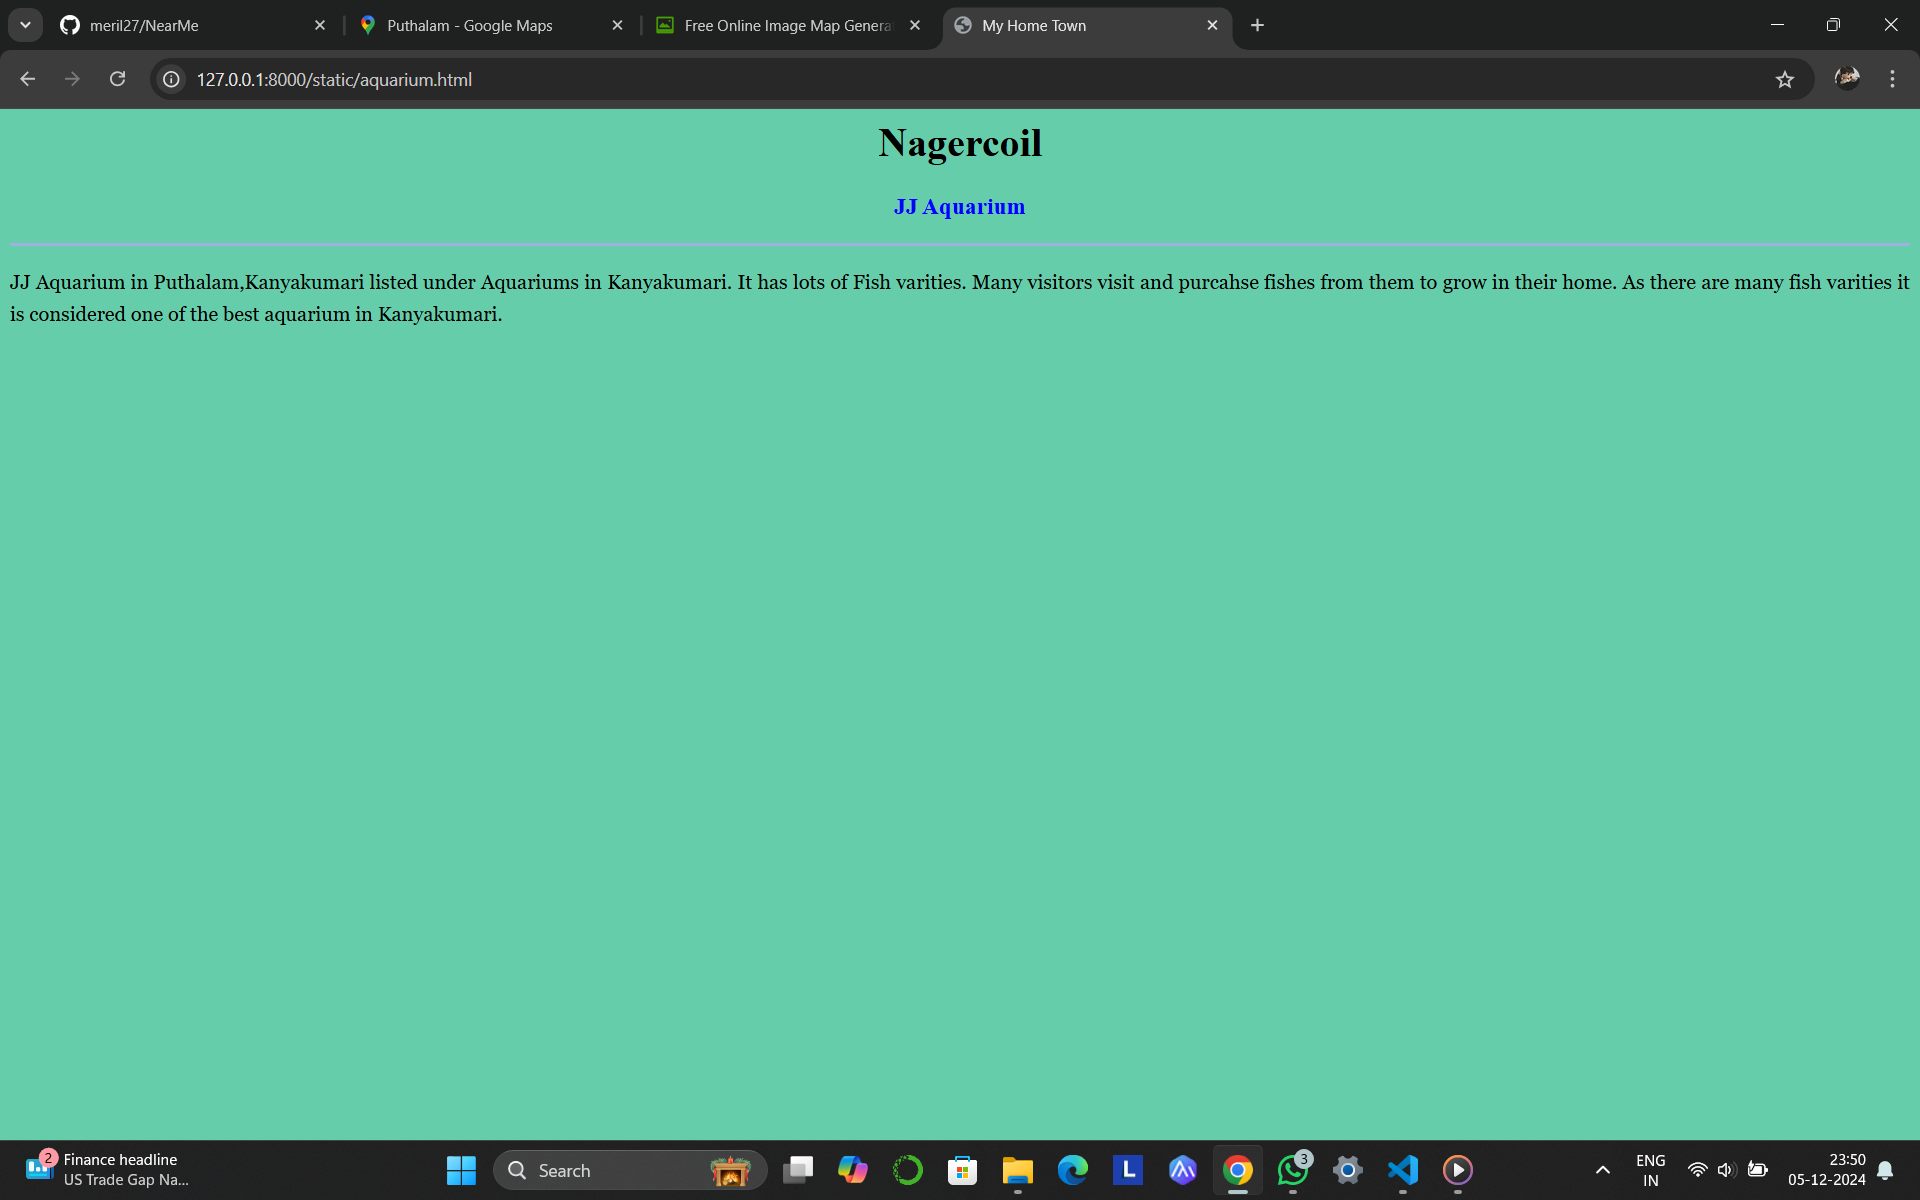 meril27/NearMe
Puthalam - Google Maps
Free Online Image Map Genera
My Home Town
127.0.0.1:8000/static/aquarium.html
Nagercoil
JJ Aquarium
JJ Aquarium in Puthalam,Kanyakumari listed under Aquariums in Kanyakumari. It has lots of Fish varities. Many visitors visit and purcahse fishes from them to grow in their home. As there are many fish varities it
is considered one of the best aquarium in Kanyakumari.
2
Finance headline
US Trade Gap Na...
Search
L
3
ENG
IN
23:50
05-12-2024